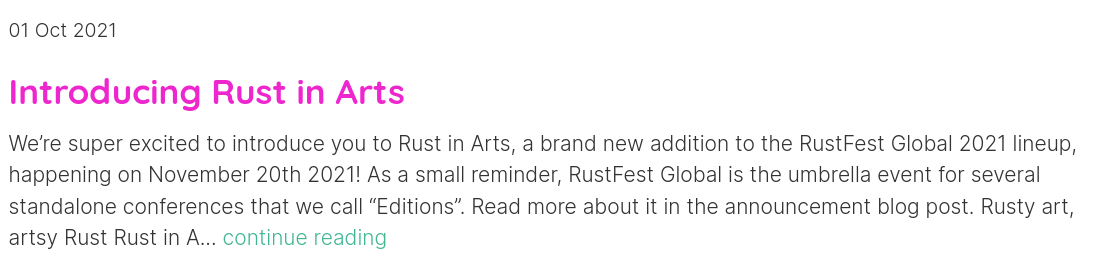 01 Oct 2021
Introducing Rust in Arts
We’re super excited to introduce you to Rust in Arts, a brand new addition to the RustFest Global 2021 lineup,
happening on November 20th 2021! As a small reminder, RustFest Global is the umbrella event for several
standalone conferences that we call “Editions”. Read more about it in the announcement blog post. Rusty art,
artsy Rust Rust in A... continue reading